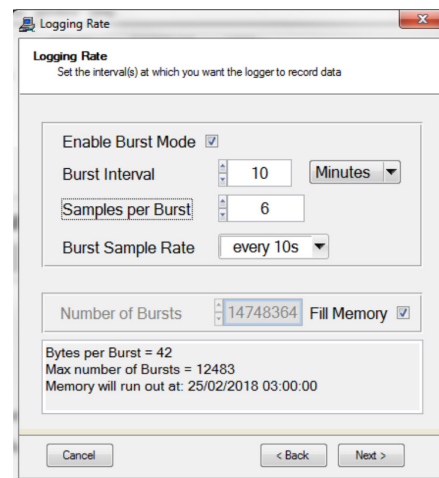 Logging Rate
Logging Rate
Set the interval(s) at which you want the logger to record data
Enable Burst Mode
Burst Interval 10 Minutes
Samples per Burst 6
Burst Sample Rate every 10s
Number of Bursts 14748364 Fill Memory
Bytes per Burst = 42
Max number of Bursts = 12483
Memory will run out at: 25/02/2018 03:00:00
Cancel < Back Next >